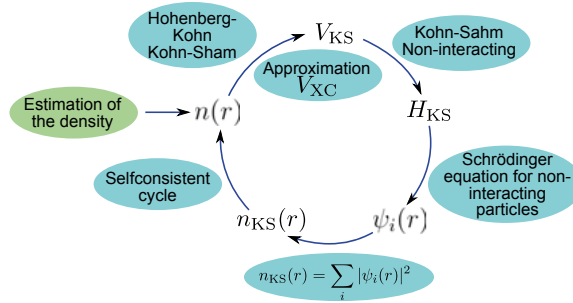 Hohenberg-
Kohn
Kohn-Sham
V_KS
Kohn-Sahm
Non-interacting
Approximation
V_XC
Estimation of
the density
n(r)
H_KS
Selfconsistent
cycle
Schrödinger
equation for non-
interacting
particles
n_KS(r)
ψ_i(r)
n_KS(r) = ∑_i |ψ_i(r)|²